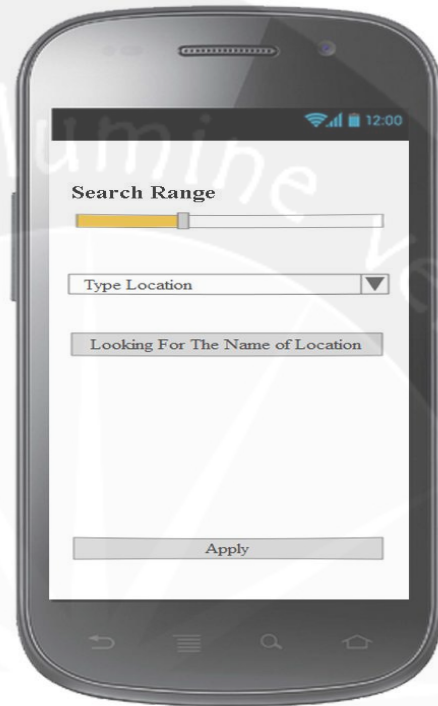 12:00
Search Range
Type Location
Looking For The Name of Location
Apply